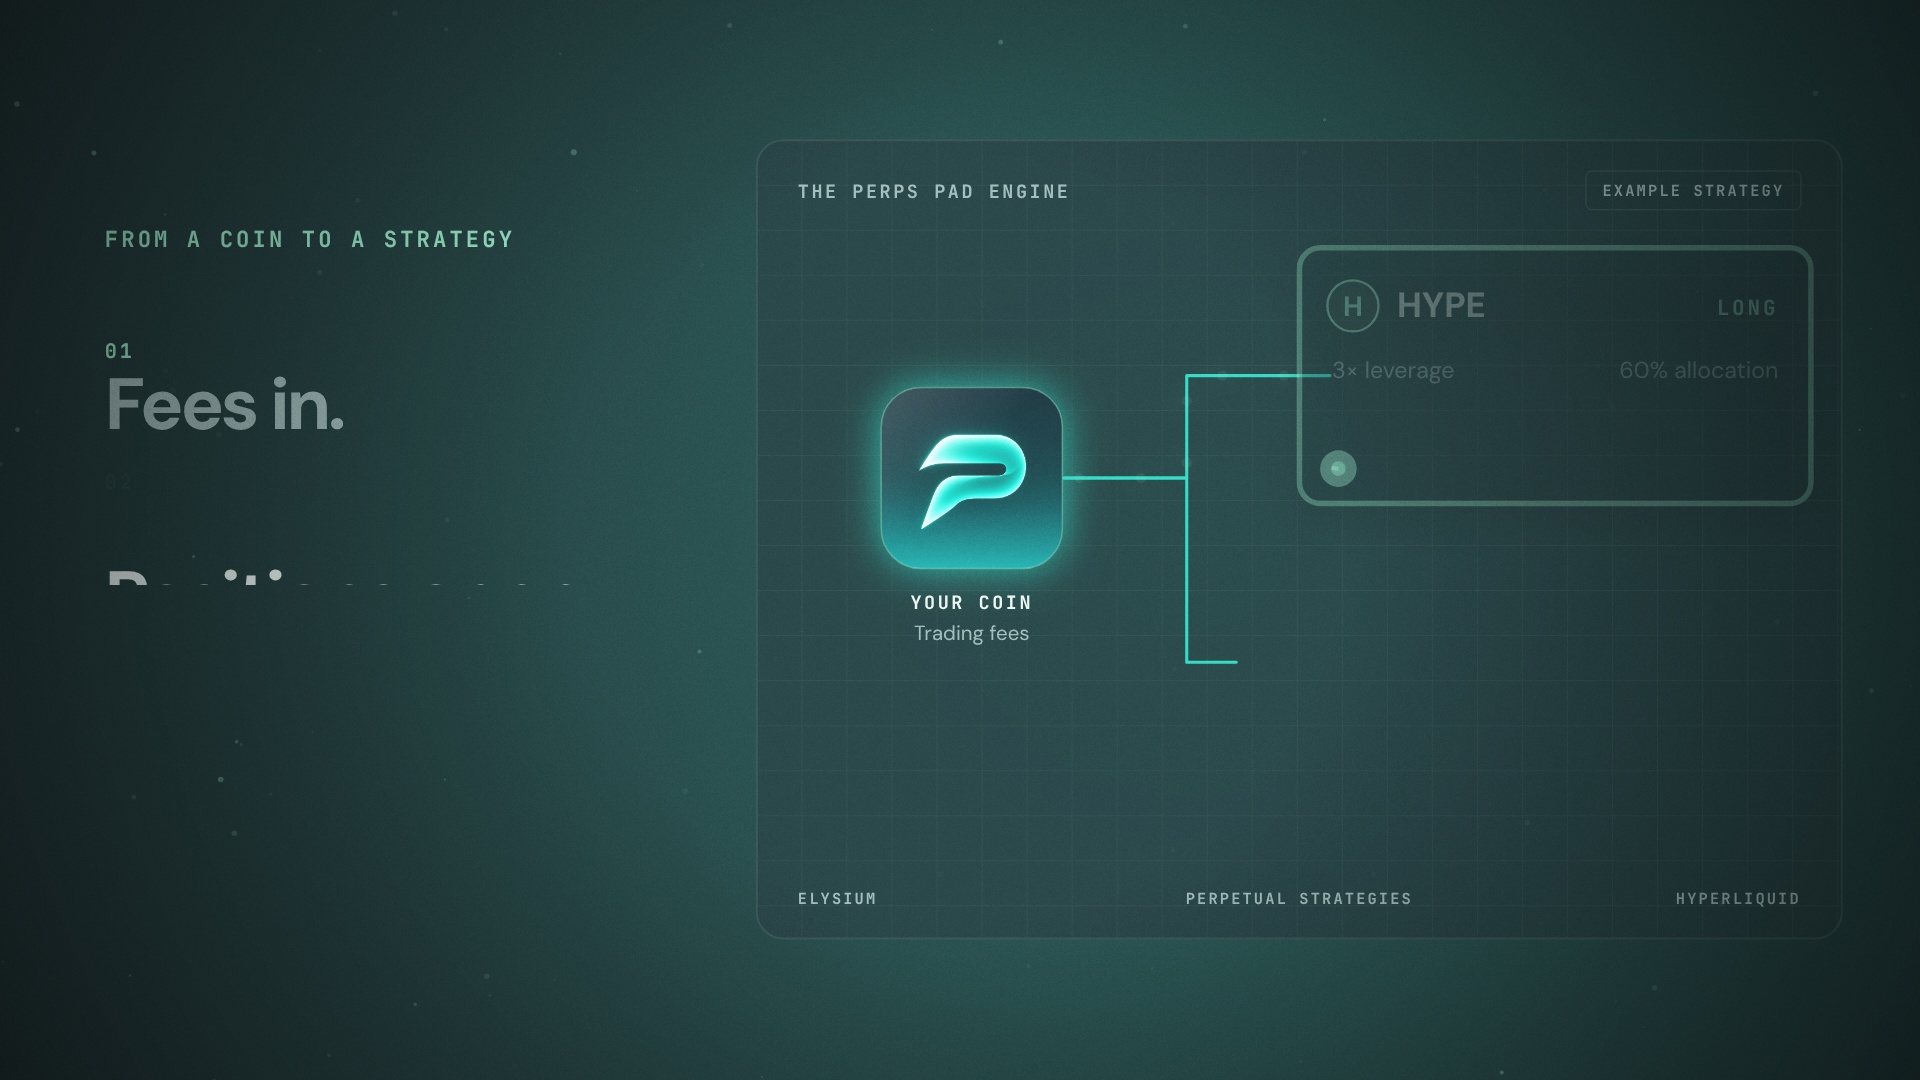 FROM A COIN TO A STRATEGY
01
Fees in.
02
THE PERPS PAD ENGINE
EXAMPLE STRATEGY
H HYPE
LONG
3× leverage
60% allocation
YOUR COIN
Trading fees
ELYSIUM
PERPETUAL STRATEGIES
HYPERLIQUID